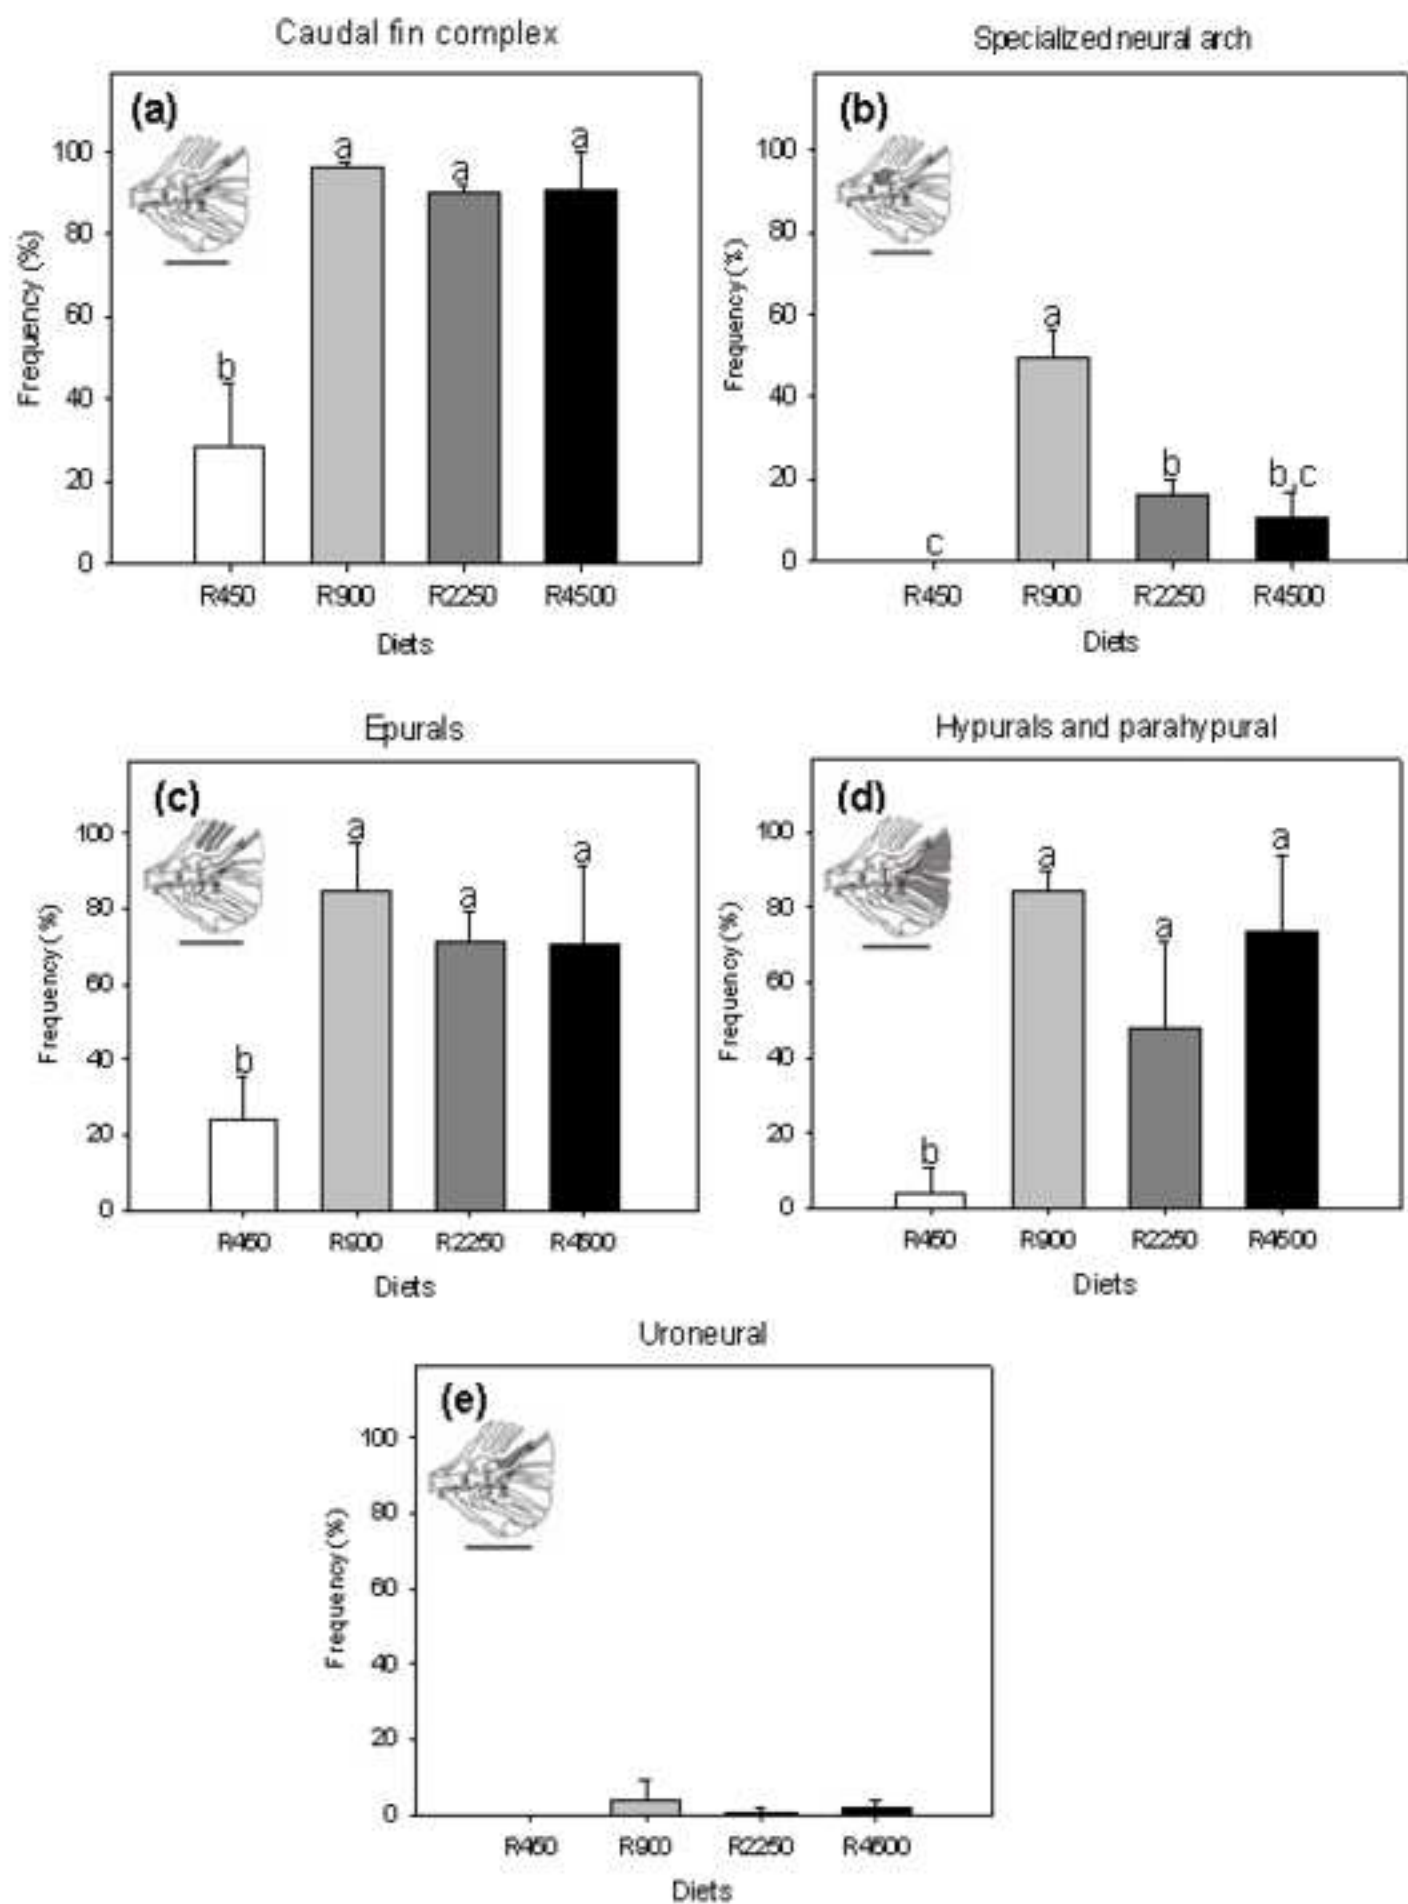 Caudal fin complex
(a)
Frequency (%)
100
80
60
40
20
0
b
a
a
a
R450 R900 R2250 R4500
Diets
Specialized neural arch
(b)
Frequency (%)
100
80
60
40
20
0
c
a
b
b,c
R450 R900 R2250 R4500
Diets
Epurals
(c)
Frequency (%)
100
80
60
40
20
0
b
a
a
a
R450 R900 R2250 R4500
Diets
Hypurals and parahypural
(d)
Frequency (%)
100
80
60
40
20
0
b
a
a
a
R450 R900 R2250 R4500
Diets
Uroneural
(e)
Frequency (%)
100
80
60
40
20
0
R450 R900 R2250 R4500
Diets